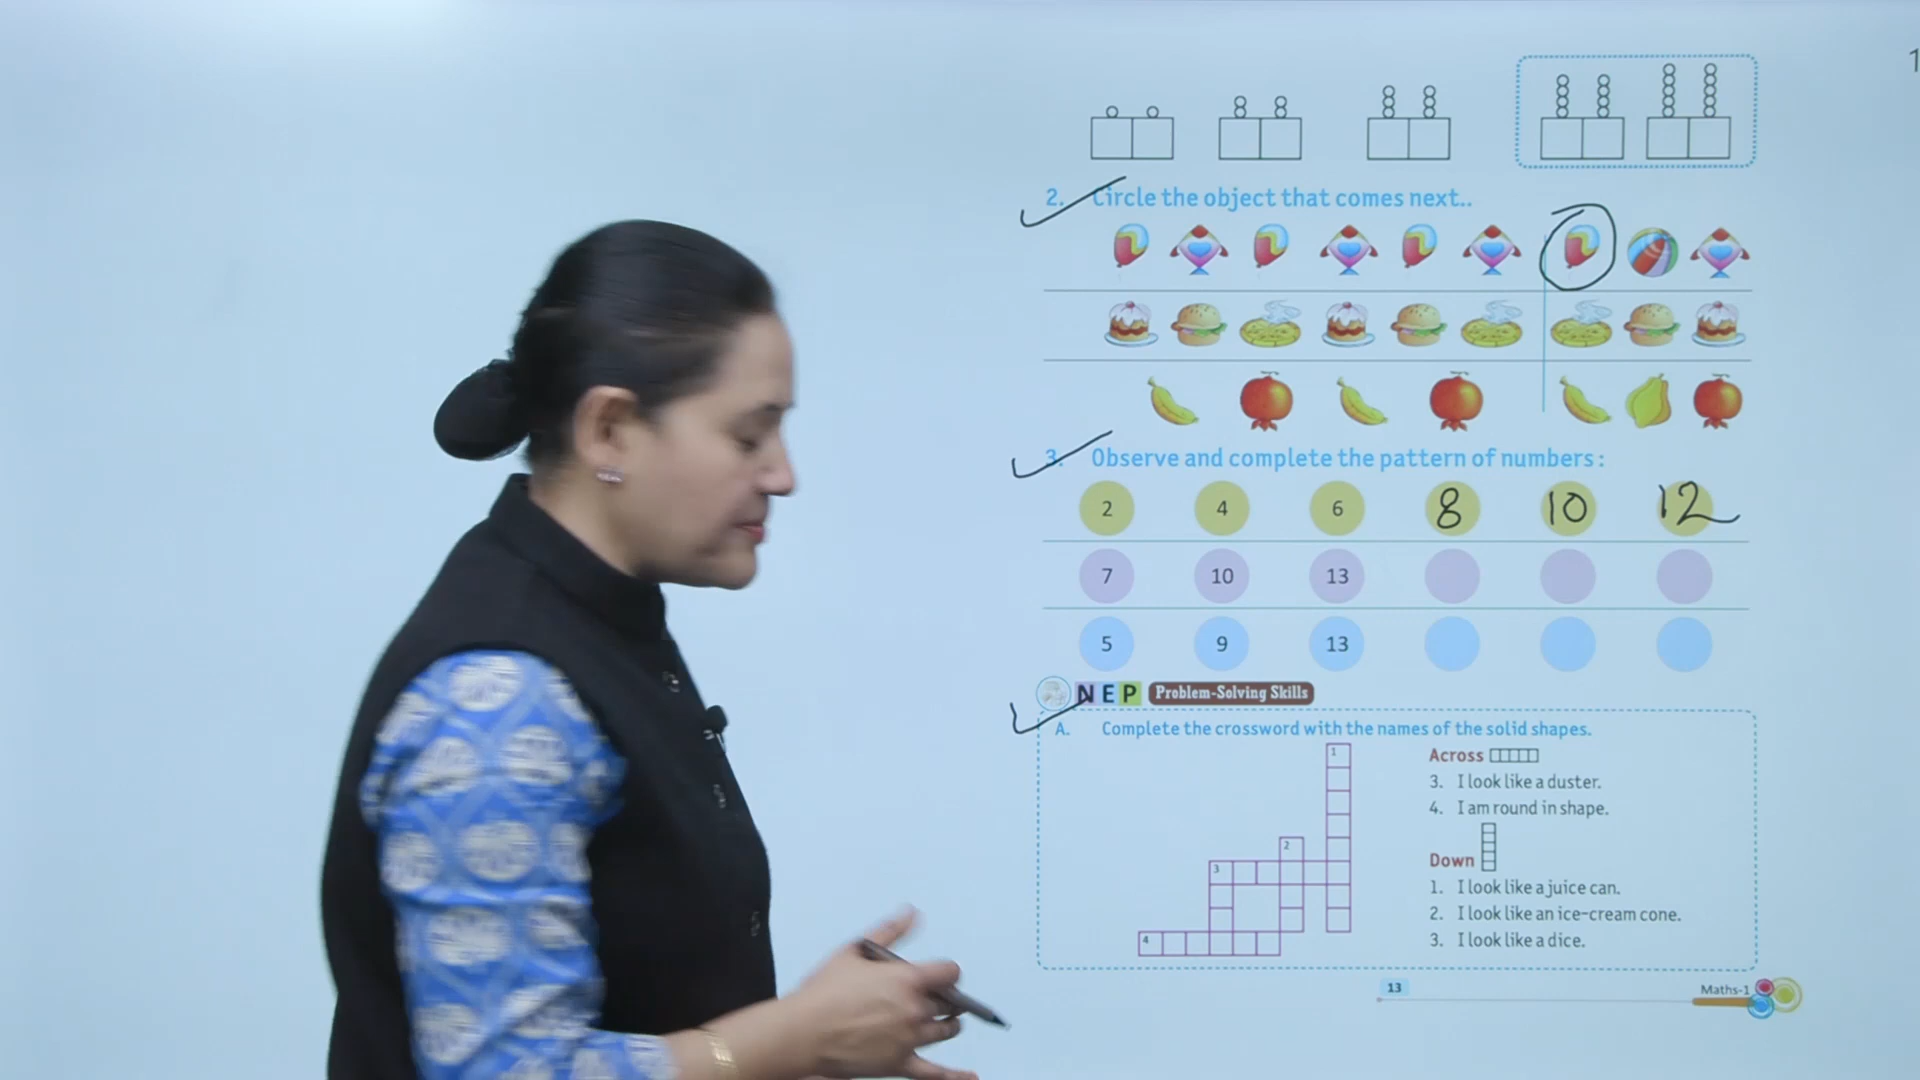 1
2. Circle the object that comes next..
3. Observe and complete the pattern of numbers :
2 4 6 8 10 12
7 10 13
5 9 13
NEP Problem-Solving Skills
A. Complete the crossword with the names of the solid shapes.
1
2
3
4
Across
3. I look like a duster.
4. I am round in shape.
Down
1. I look like a juice can.
2. I look like an ice-cream cone.
3. I look like a dice.
13
Maths-1